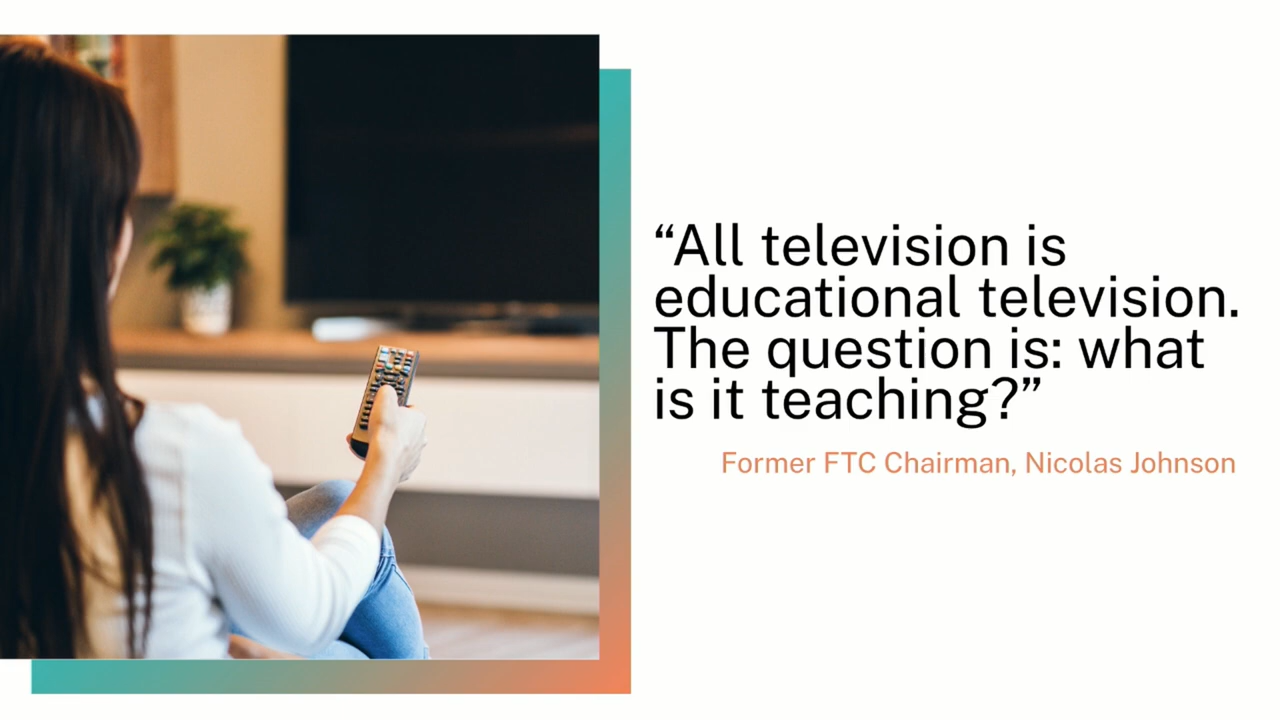 “All television is
educational television.
The question is: what
is it teaching?”
Former FTC Chairman, Nicolas Johnson